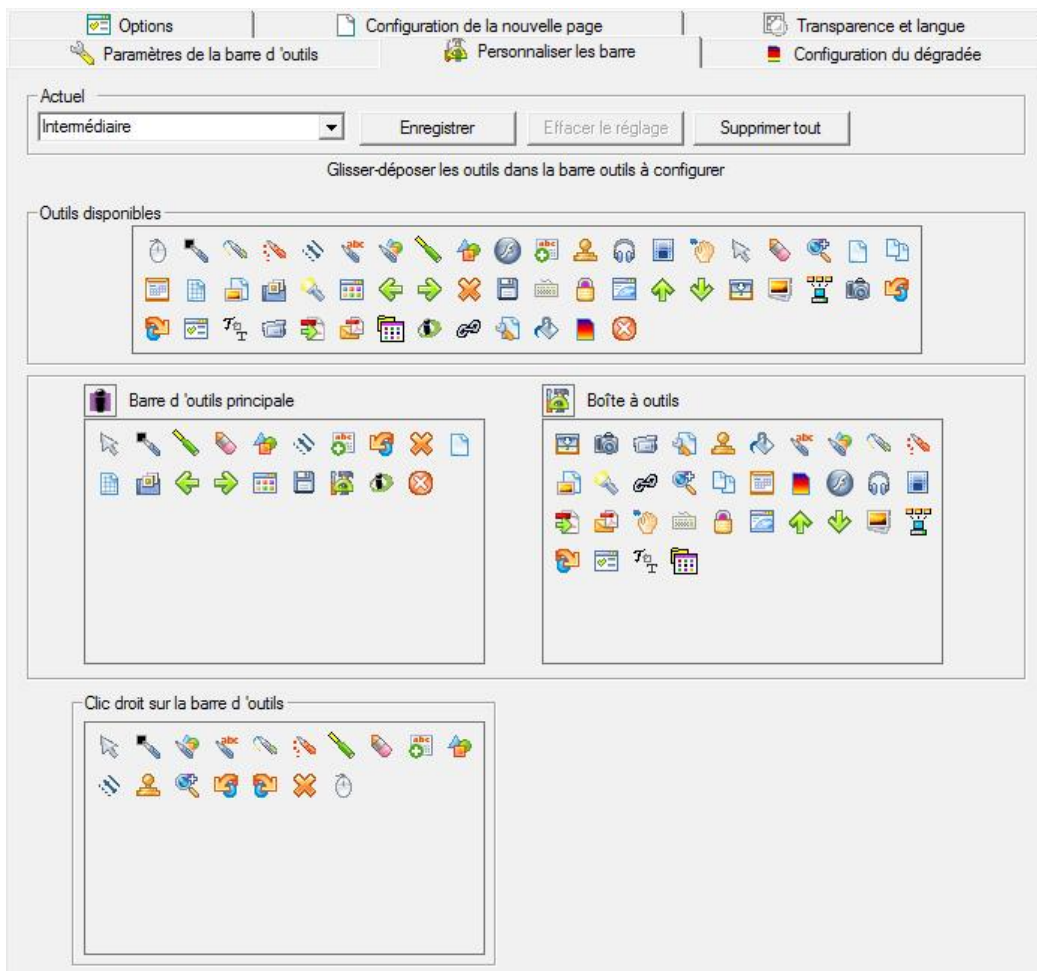 Options
Configuration de la nouvelle page
Transparence et langue
Paramètres de la barre d 'outils
Personnaliser les barre
Configuration du dégradée
Actuel
Intermédiaire
Enregistrer
Effacer le réglage
Supprimer tout
Glisser-déposer les outils dans la barre outils à configurer
Outils disponibles
Barre d 'outils principale
Boîte à outils
Clic droit sur la barre d 'outils